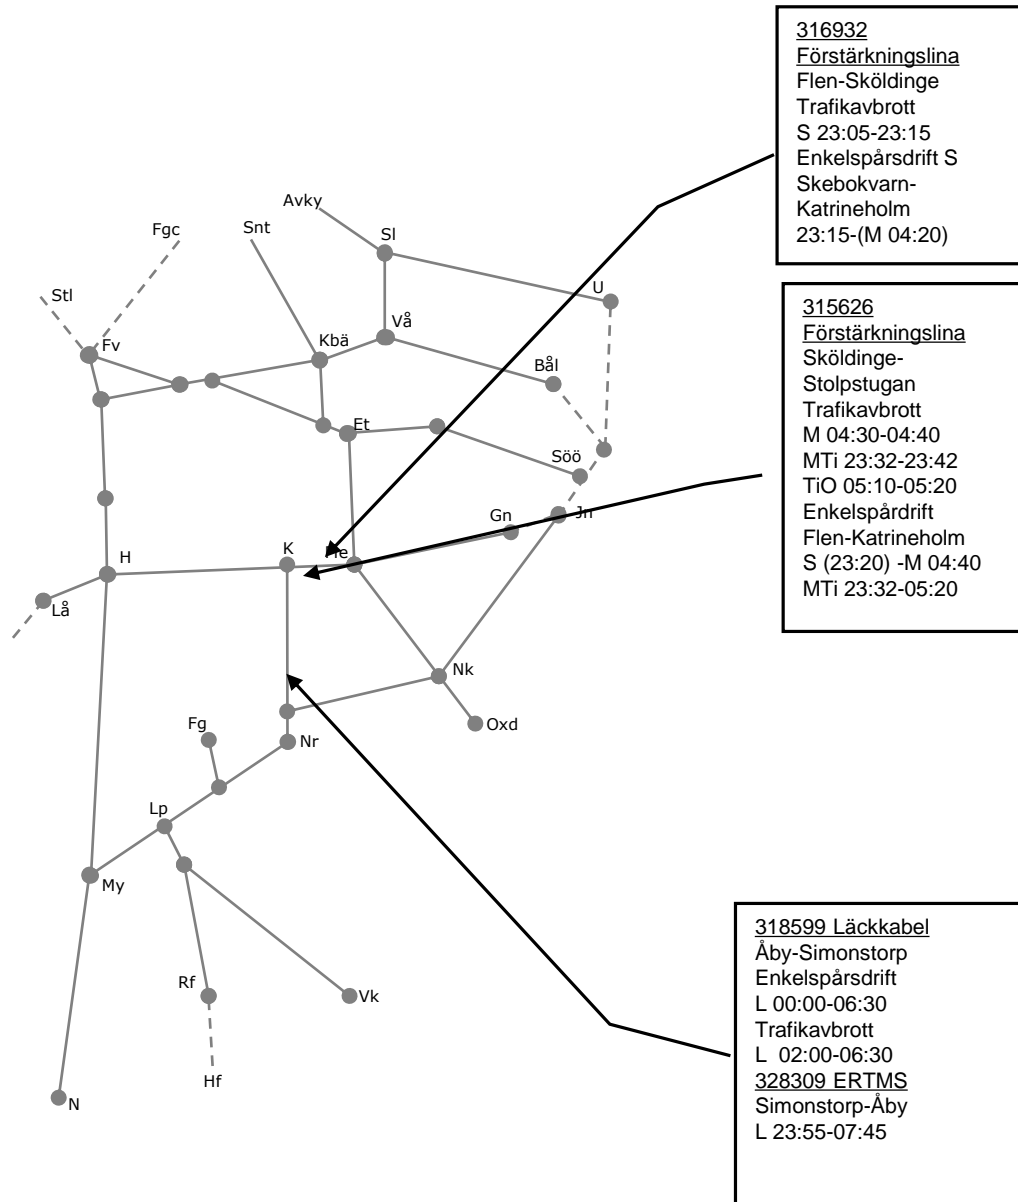 316932
Förstärkningslina
Flen-Sköldinge
Trafikavbrott
S 23:05-23:15
Enkelspårsdrift S
Skebokvarn-
Katrineholm
23:15-(M 04:20)
315626
Förstärkningslina
Sköldinge-
Stolpstugan
Trafikavbrott
M 04:30-04:40
MTi 23:32-23:42
TiO 05:10-05:20
Enkelspårdrift
Flen-Katrineholm
S (23:20) -M 04:40
MTi 23:32-05:20
Avky
Fgc
Snt
Sl
Stl
U
Vå
Fv
Kbä
Bål
Et
Söö
Gn
Jn
H
K
Lå
Nk
Fg
Oxd
Nr
Lp
My
Rf
Vk
Hf
N
318599 Läckkabel
Åby-Simonstorp
Enkelspårsdrift
L 00:00-06:30
Trafikavbrott
L  02:00-06:30
328309 ERTMS
Simonstorp-Åby
L 23:55-07:45